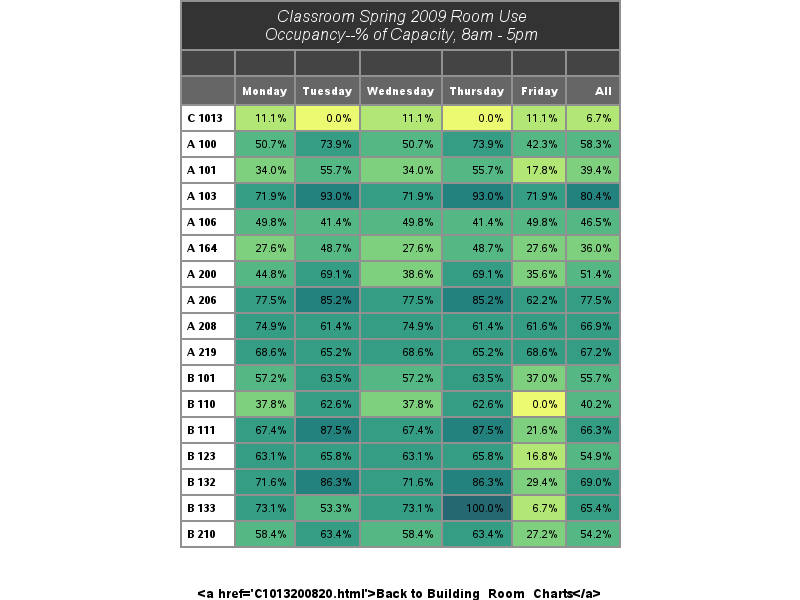 Classroom Spring 2009 Room Use
Occupancy--% of Capacity, 8am - 5pm
Monday Tuesday Wednesday Thursday Friday All
C 1013 11.1% 0.0% 11.1% 0.0% 11.1% 6.7%
A 100 50.7% 73.9% 50.7% 73.9% 42.3% 58.3%
A 101 34.0% 55.7% 34.0% 55.7% 17.8% 39.4%
A 103 71.9% 93.0% 71.9% 93.0% 71.9% 80.4%
A 106 49.8% 41.4% 49.8% 41.4% 49.8% 46.5%
A 164 27.6% 48.7% 27.6% 48.7% 27.6% 36.0%
A 200 44.8% 69.1% 38.6% 69.1% 35.6% 51.4%
A 206 77.5% 85.2% 77.5% 85.2% 62.2% 77.5%
A 208 74.9% 61.4% 74.9% 61.4% 61.6% 66.9%
A 219 68.6% 65.2% 68.6% 65.2% 68.6% 67.2%
B 101 57.2% 63.5% 57.2% 63.5% 37.0% 55.7%
B 110 37.8% 62.6% 37.8% 62.6% 0.0% 40.2%
B 111 67.4% 87.5% 67.4% 87.5% 21.6% 66.3%
B 123 63.1% 65.8% 63.1% 65.8% 16.8% 54.9%
B 132 71.6% 86.3% 71.6% 86.3% 29.4% 69.0%
B 133 73.1% 53.3% 73.1% 100.0% 6.7% 65.4%
B 210 58.4% 63.4% 58.4% 63.4% 27.2% 54.2%
<a href='C1013200820.html'>Back to Building_Room_Charts</a>